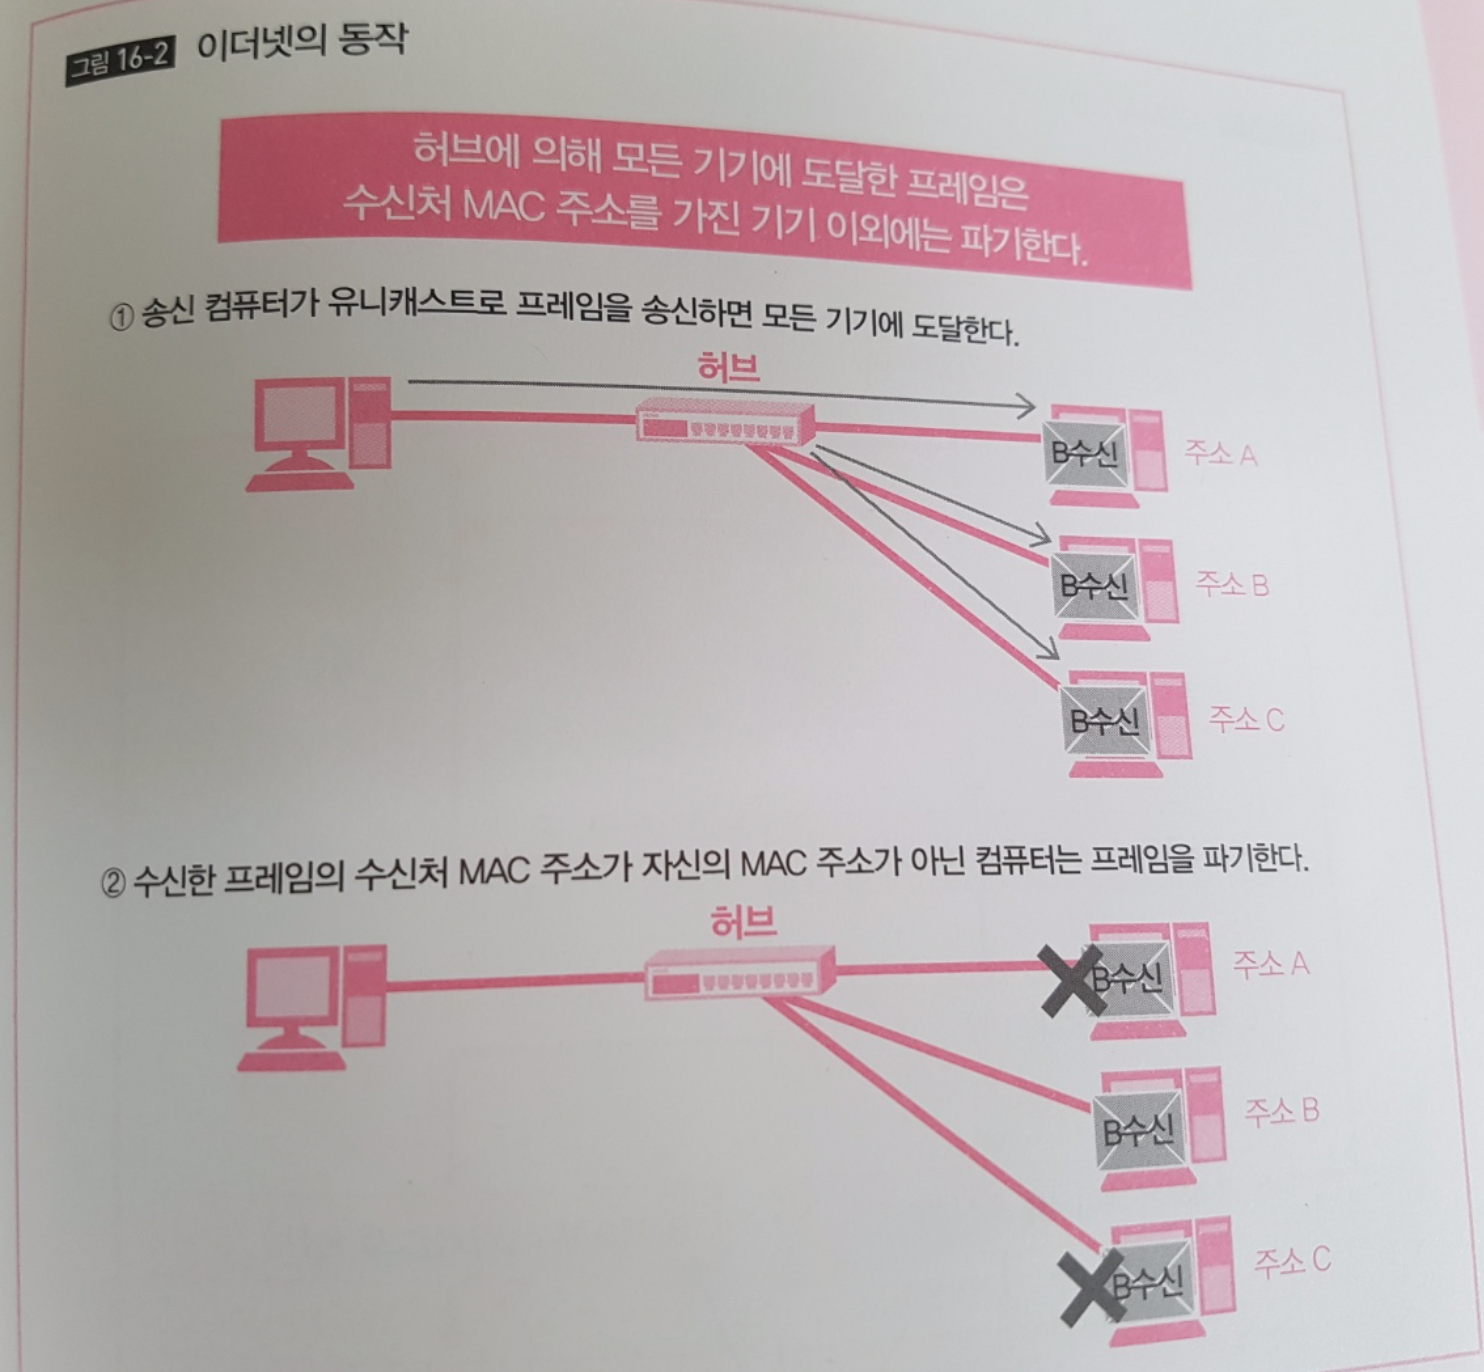 그림 16-2 이더넷의 동작
허브에 의해 모든 기기에 도달한 프레임은
수신처 MAC 주소를 가진 기기 이외에는 파기한다.
① 송신 컴퓨터가 유니캐스트로 프레임을 송신하면 모든 기기에 도달한다.
허브
B수신 주소 A
B수신 주소 B
B수신 주소 C
② 수신한 프레임의 수신처 MAC 주소가 자신의 MAC 주소가 아닌 컴퓨터는 프레임을 파기한다.
허브
B수신 주소 A
B수신 주소 B
B수신 주소 C